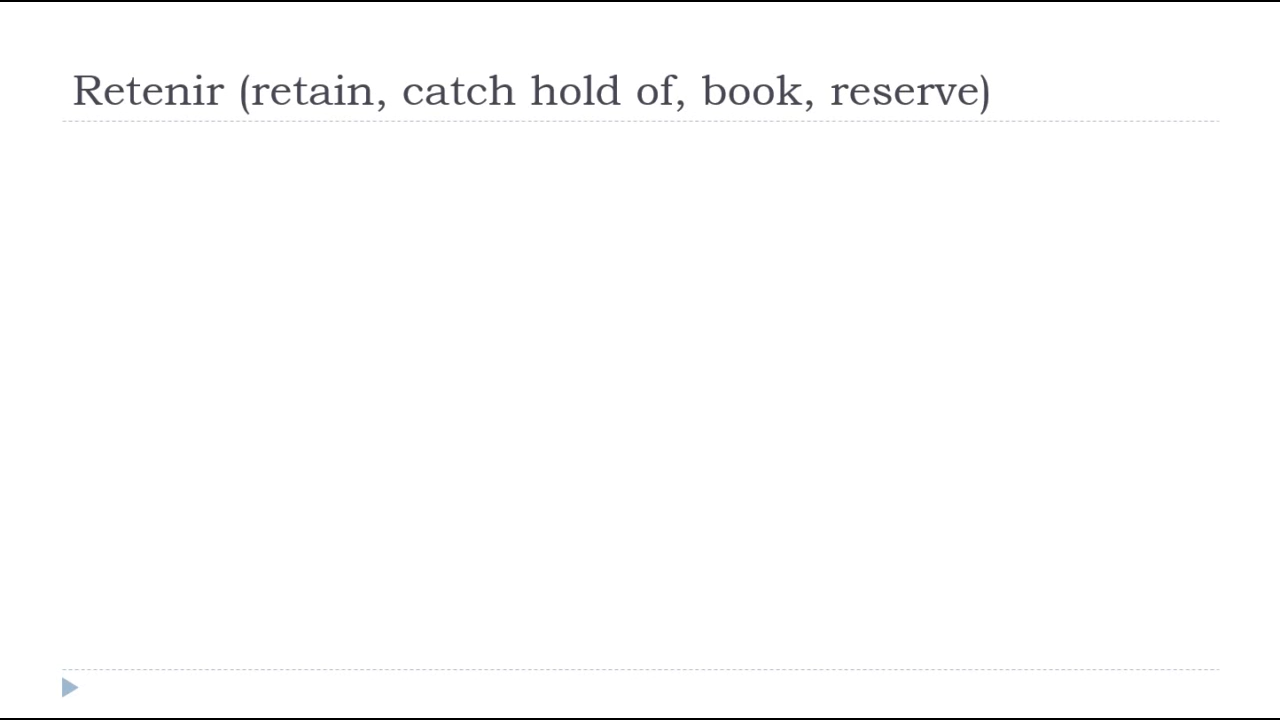 Retenir (retain, catch hold of, book, reserve)